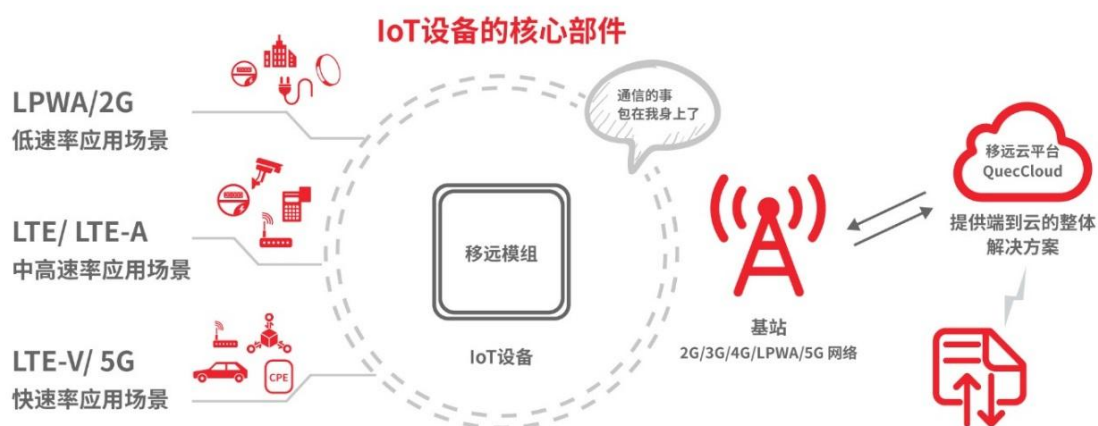 IoT设备的核心部件
通信的事
包在我身上了
LPWA/2G
低速率应用场景
LTE/ LTE-A
中高速率应用场景
LTE-V/ 5G
快速率应用场景
CPE
移远模组
IoT设备
基站
2G/3G/4G/LPWA/5G 网络
移远云平台
QuecCloud
提供端到云的整体
解决方案